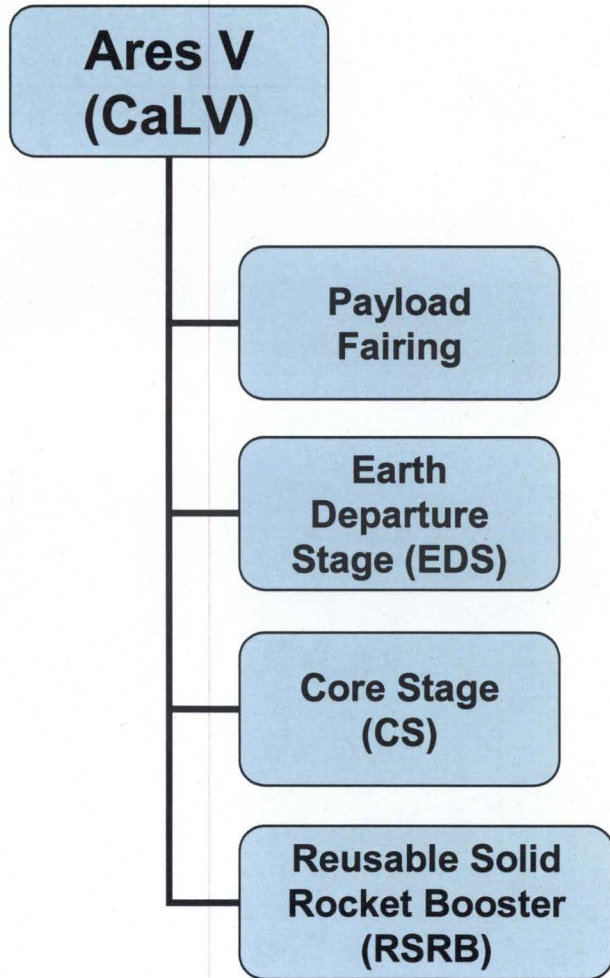 Ares V
(CaLV)
Payload
Fairing
Earth
Departure
Stage (EDS)
Core Stage
(CS)
Reusable Solid
Rocket Booster
(RSRB)